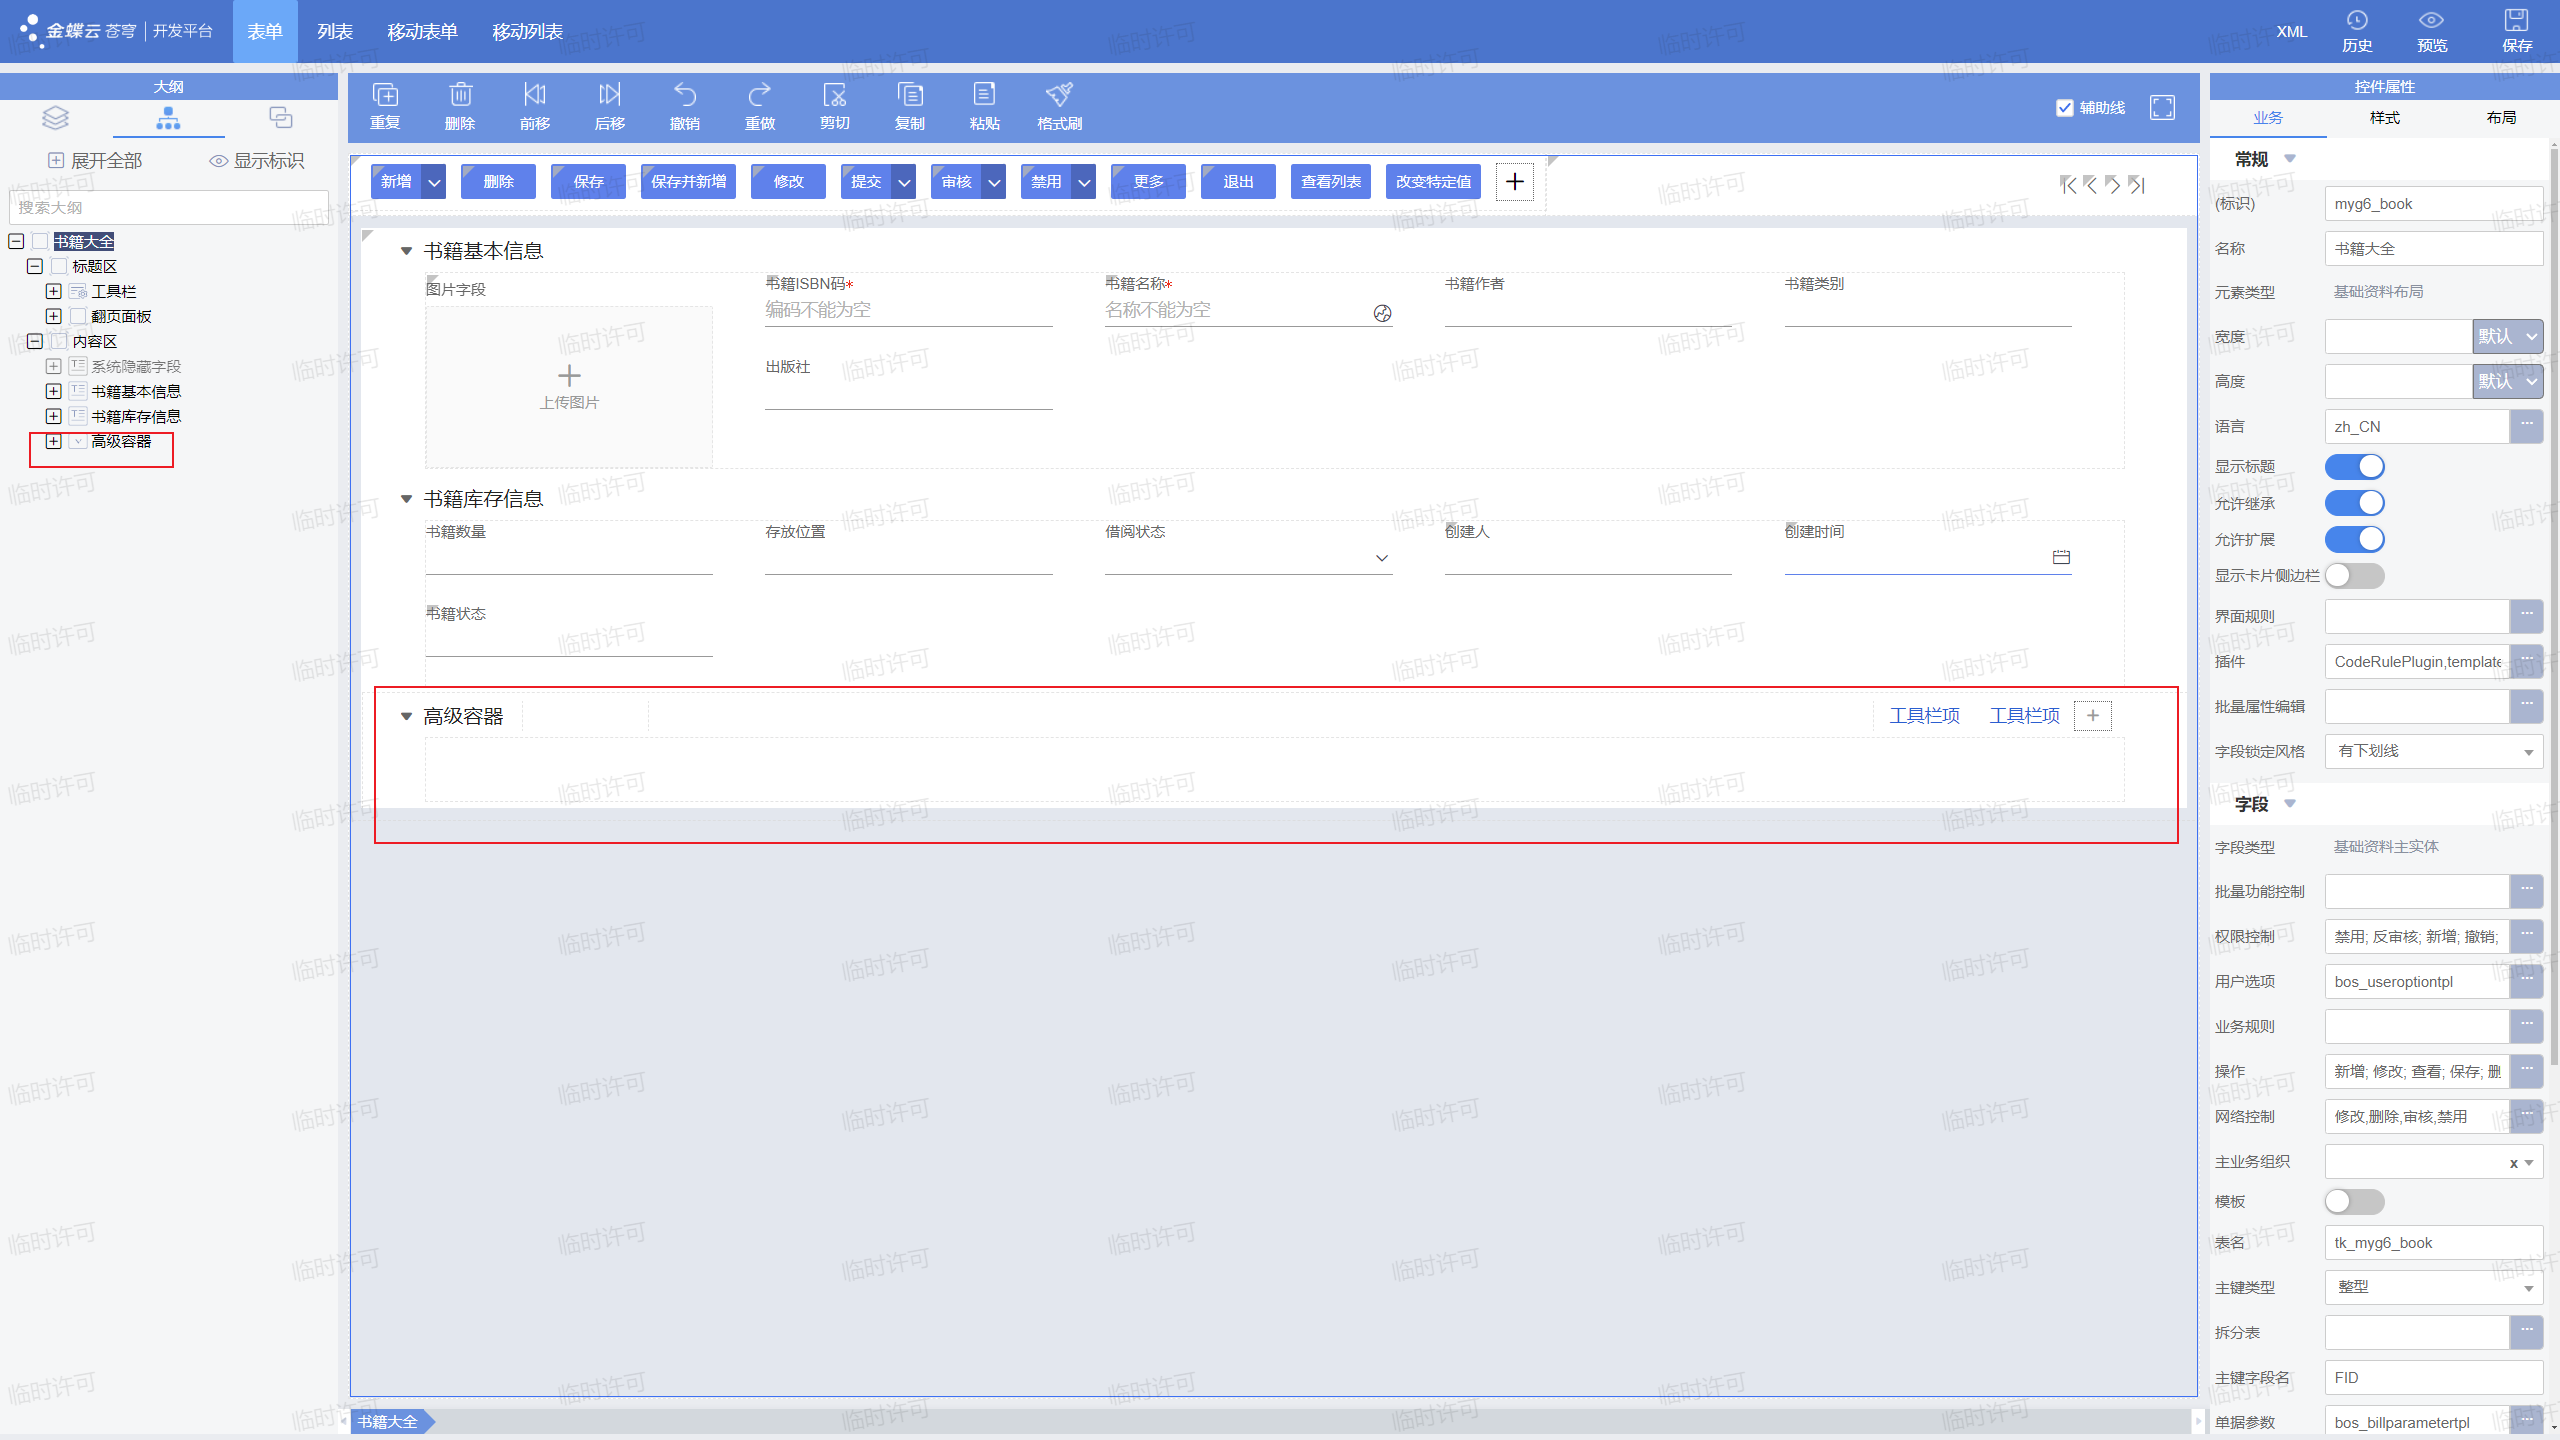 金蝶云 苍穹 | 开发平台
表单 列表 移动表单 移动列表
XML 历史 预览 保存
大纲
展开全部 显示标识
搜索大纲
书籍大全
标题区
工具栏
翻页面板
内容区
系统隐藏字段
书籍基本信息
书籍库存信息
高级容器
重复 删除 前移 后移 撤销 重做 剪切 复制 粘贴 格式刷
辅助线
新增 删除 保存 保存并新增 修改 提交 审核 禁用 更多 退出 查看列表 改变特定值
书籍基本信息
图片字段 书籍ISBN码* 书籍名称* 书籍作者 书籍类别
编码不能为空 名称不能为空
出版社
上传图片
书籍库存信息
书籍数量 存放位置 借阅状态 创建人 创建时间
书籍状态
高级容器 工具栏项 工具栏项
书籍大全
控件属性
业务 样式 布局
常规
(标识) myg6_book
名称 书籍大全
元素类型 基础资料布局
宽度 默认
高度 默认
语言 zh_CN
显示标题
允许继承
允许扩展
显示卡片侧边栏
界面规则
插件 CodeRulePlugin,template
批量属性编辑
字段锁定风格 有下划线
字段
字段类型 基础资料主实体
批量功能控制
权限控制 禁用; 反审核; 新增; 撤销;
用户选项 bos_useroptiontpl
业务规则
操作 新增; 修改; 查看; 保存; 删
网络控制 修改,删除,审核,禁用
主业务组织 x
模板
表名 tk_myg6_book
主键类型 整型
拆分表
主键字段名 FID
单据参数 bos_billparametertpl
临时许可